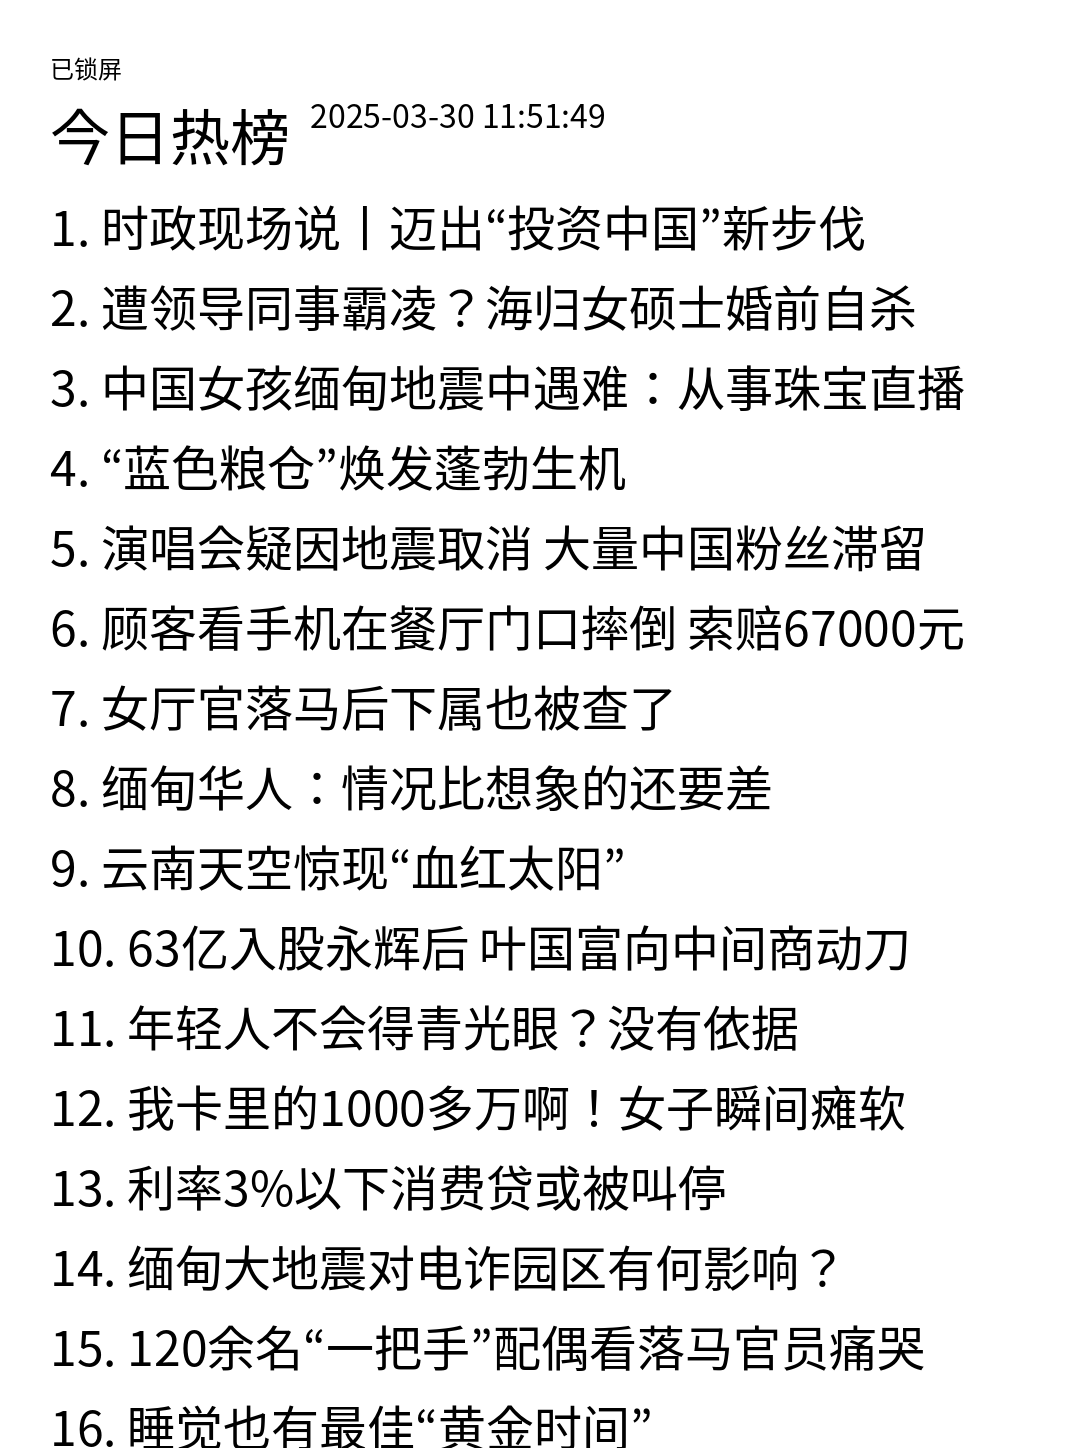 已锁屏
今日热榜 2025-03-30 11:51:49
1. 时政现场说丨迈出“投资中国”新步伐
2. 遭领导同事霸凌？海归女硕士婚前自杀
3. 中国女孩缅甸地震中遇难：从事珠宝直播
4. “蓝色粮仓”焕发蓬勃生机
5. 演唱会疑因地震取消 大量中国粉丝滞留
6. 顾客看手机在餐厅门口摔倒 索赔67000元
7. 女厅官落马后下属也被查了
8. 缅甸华人：情况比想象的还要差
9. 云南天空惊现“血红太阳”
10. 63亿入股永辉后 叶国富向中间商动刀
11. 年轻人不会得青光眼？没有依据
12. 我卡里的1000多万啊！女子瞬间瘫软
13. 利率3%以下消费贷或被叫停
14. 缅甸大地震对电诈园区有何影响？
15. 120余名“一把手”配偶看落马官员痛哭
16. 睡觉也有最佳“黄金时间”